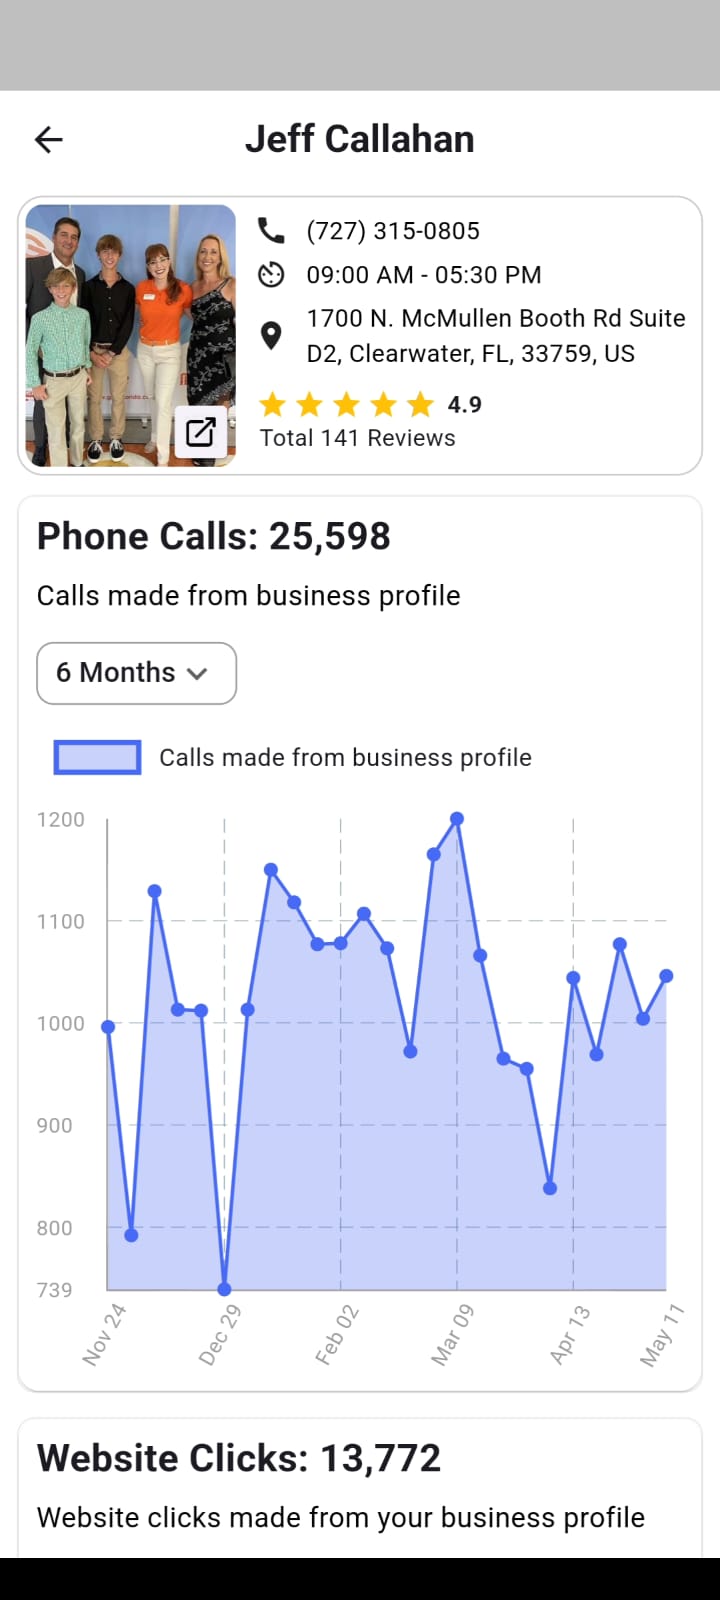 Jeff Callahan
(727) 315-0805
09:00 AM - 05:30 PM
1700 N. McMullen Booth Rd Suite
D2, Clearwater, FL, 33759, US
4.9
Total 141 Reviews
Phone Calls: 25,598
Calls made from business profile
6 Months
Calls made from business profile
1200
1100
1000
900
800
739
Nov 24
Dec 29
Feb 02
Mar 09
Apr 13
May 11
Website Clicks: 13,772
Website clicks made from your business profile